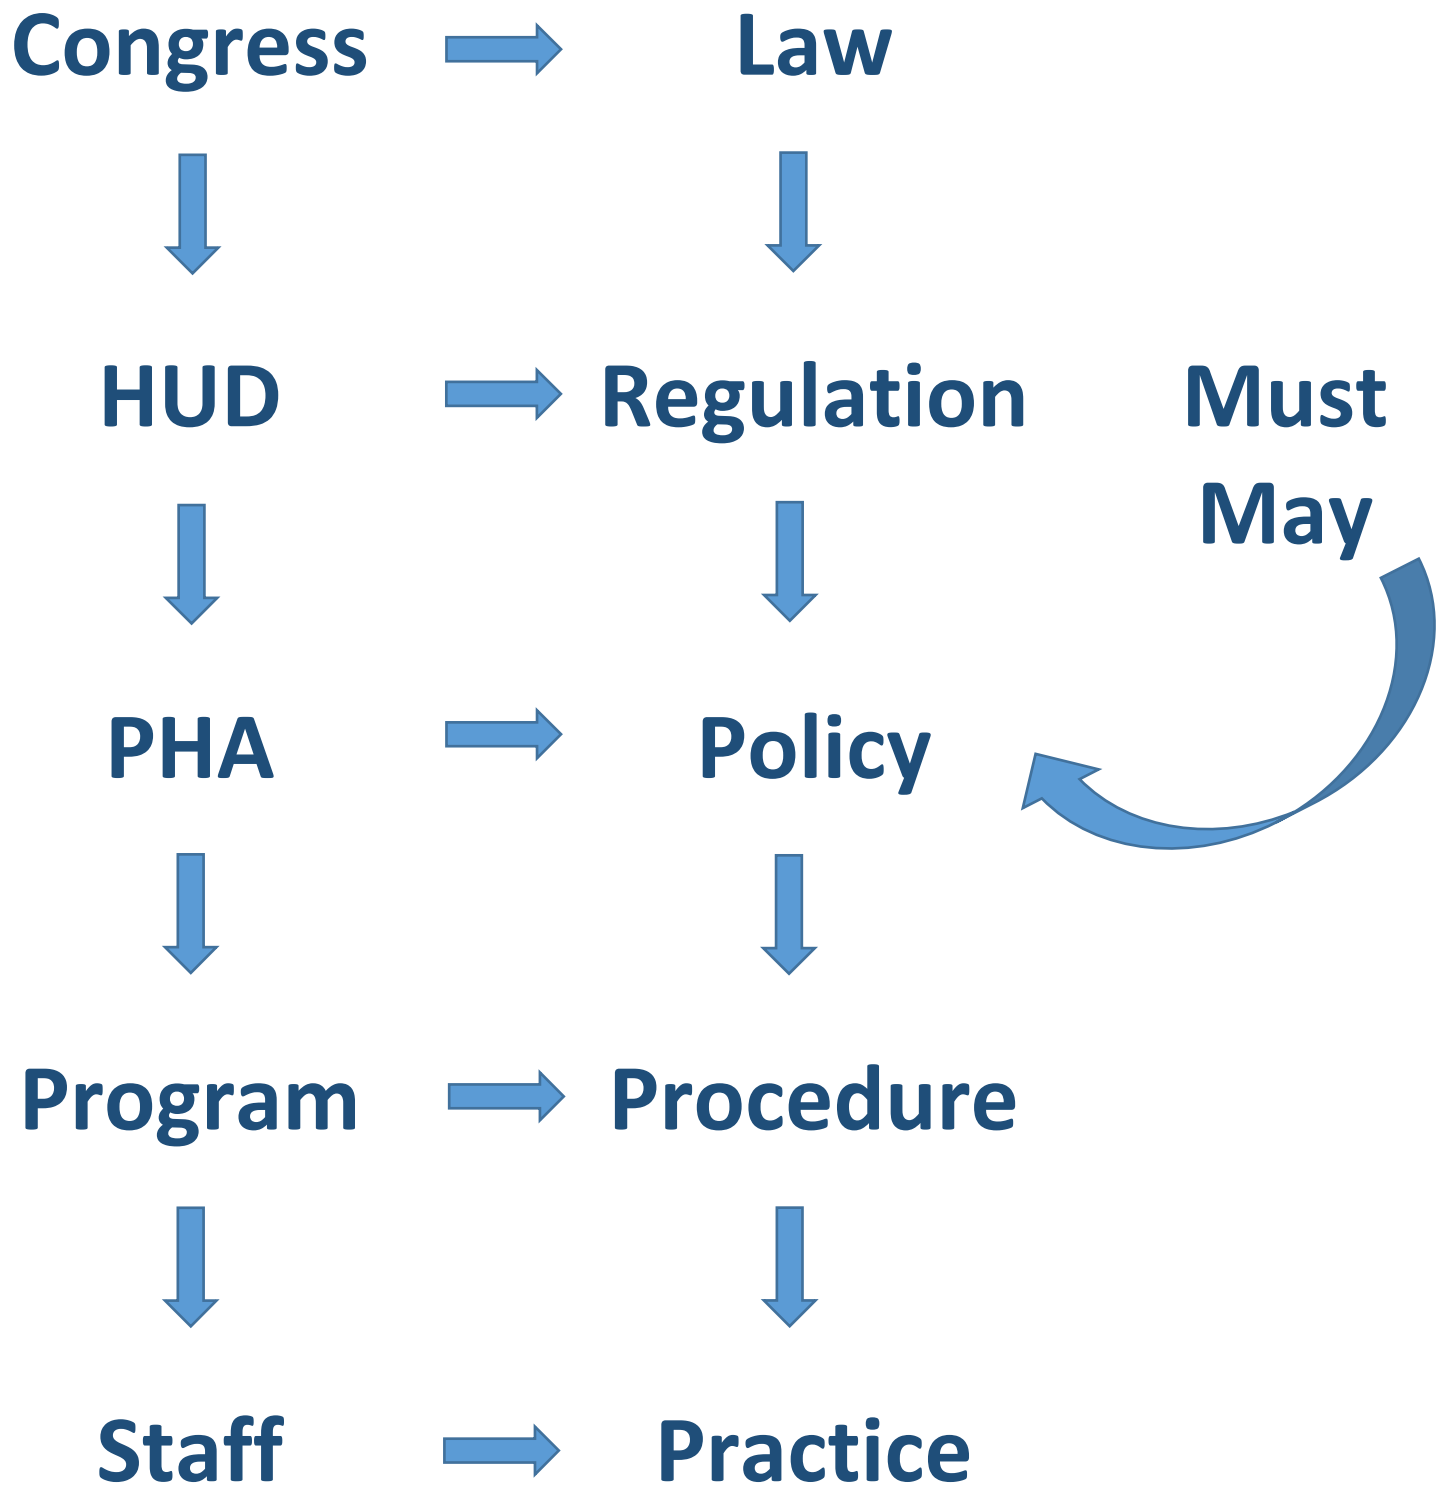 Congress Law
HUD Regulation Must
May
PHA Policy
Program Procedure
Staff Practice